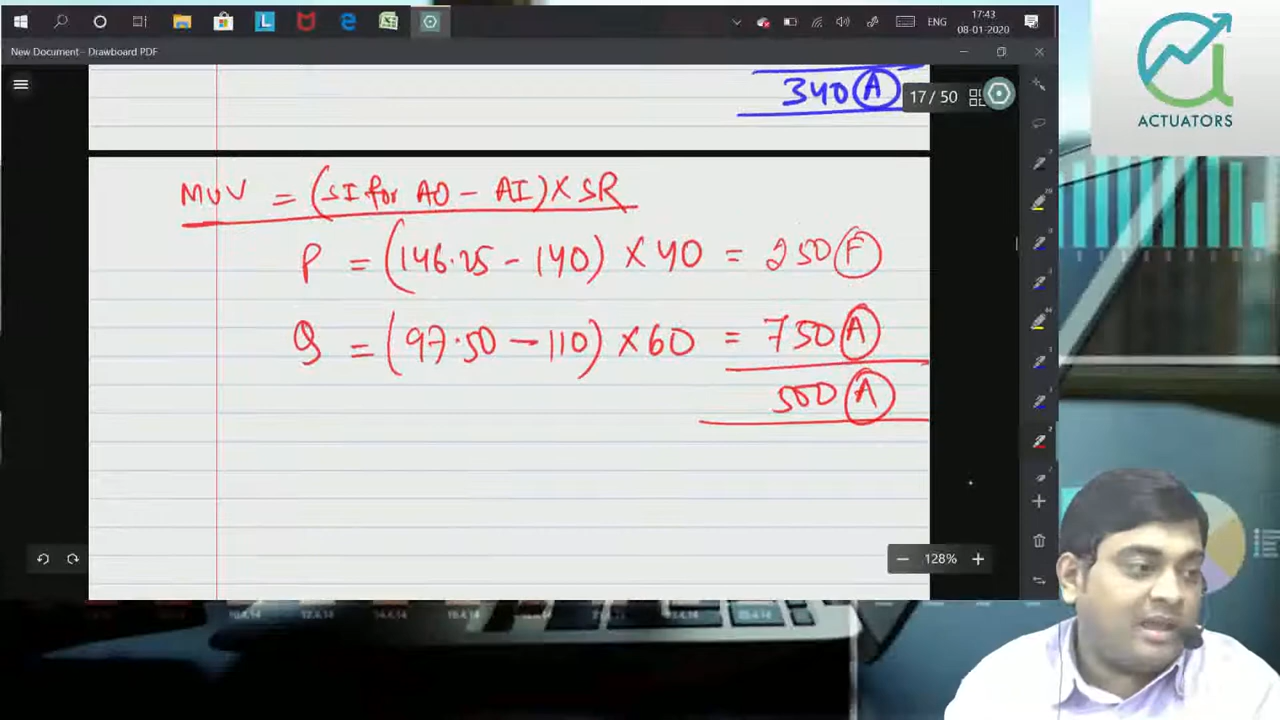 17:43
ENG
08-01-2020
New Document - Drawboard PDF
340 A
17 / 50
ACTUATORS
MUV = (SI for AO - AI) X SR
P = (146.25 - 140) X 40 = 250 F
Q = (97.50 - 110) X 60 = 750 A
500 A
128%